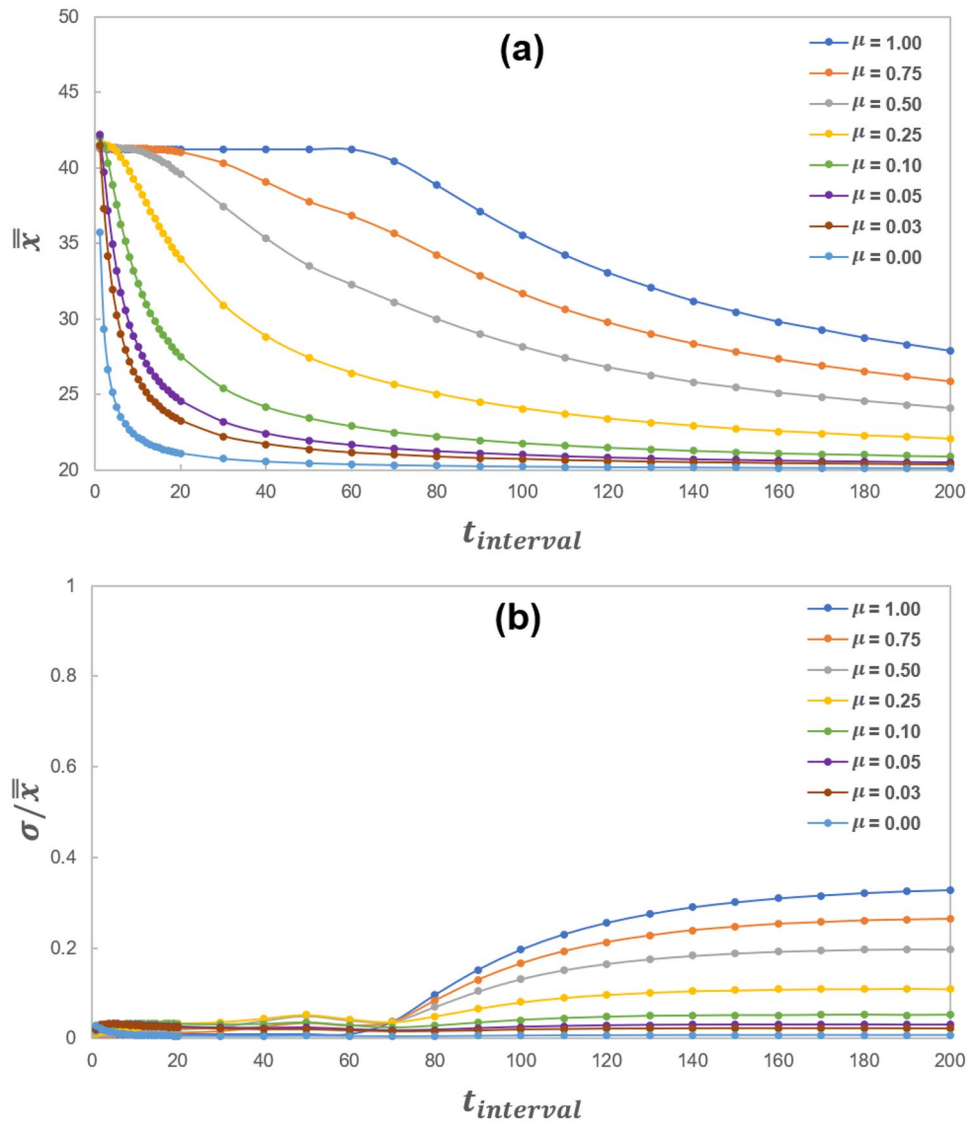 (a)
50
45
40
35
30
25
20
x̿
0 20 40 60 80 100 120 140 160 180 200
t_interval
μ = 1.00
μ = 0.75
μ = 0.50
μ = 0.25
μ = 0.10
μ = 0.05
μ = 0.03
μ = 0.00
(b)
1
0.8
0.6
0.4
0.2
0
σ/x̿
0 20 40 60 80 100 120 140 160 180 200
t_interval
μ = 1.00
μ = 0.75
μ = 0.50
μ = 0.25
μ = 0.10
μ = 0.05
μ = 0.03
μ = 0.00